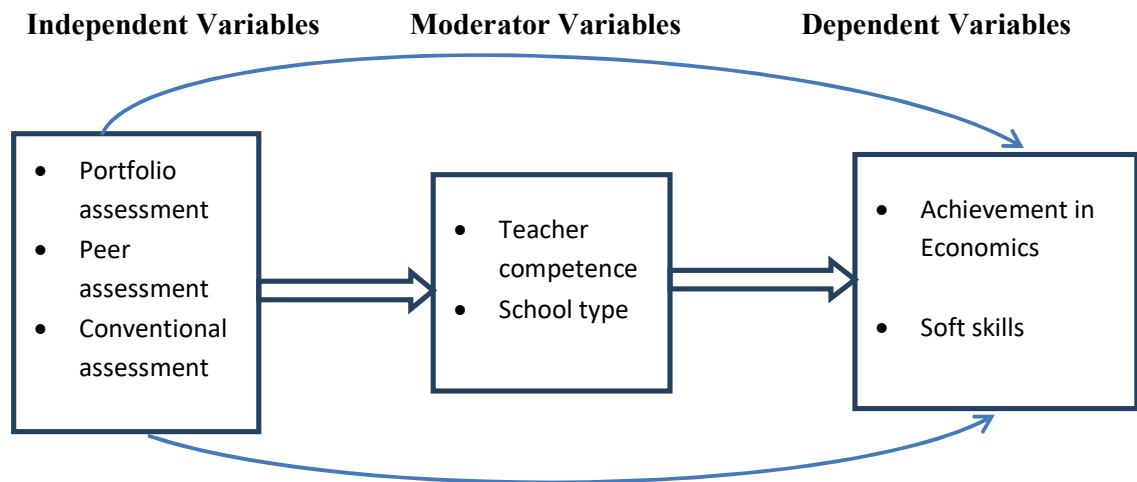 Independent Variables
Moderator Variables
Dependent Variables
• Portfolio
assessment
• Peer
assessment
• Conventional
assessment
• Teacher
competence
• School type
• Achievement in
Economics
• Soft skills